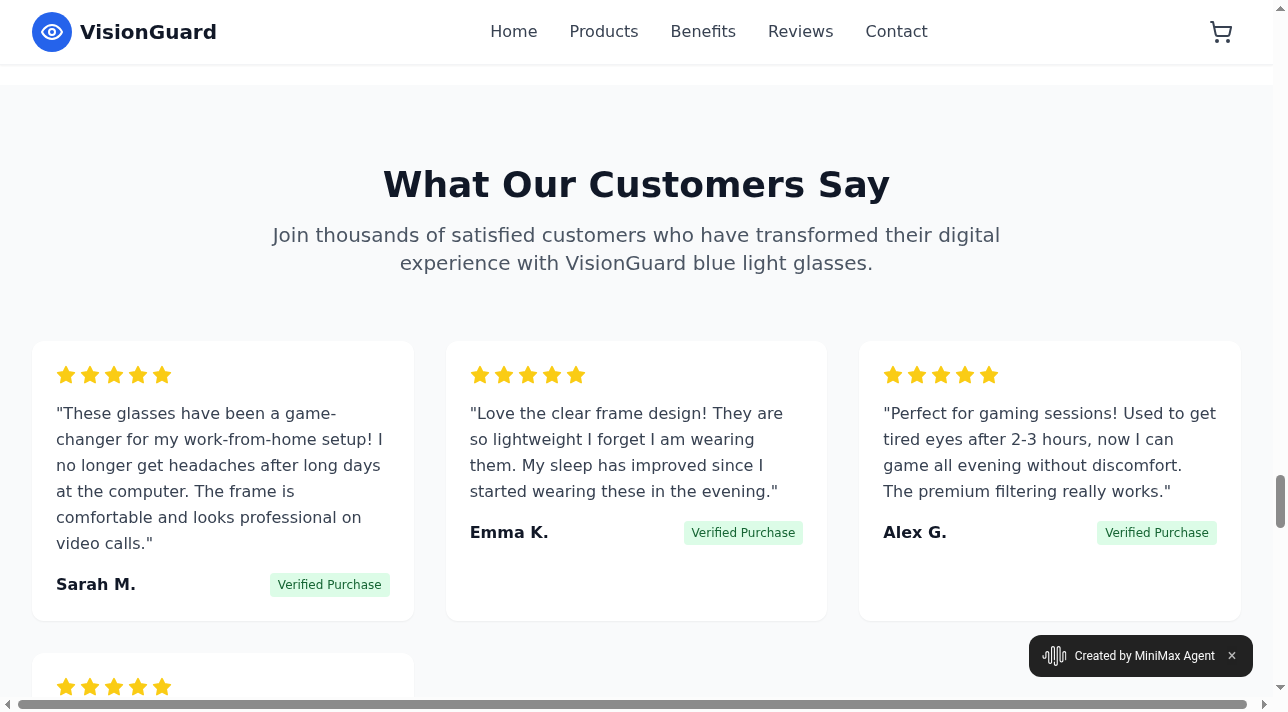 VisionGuard
Home Products Benefits Reviews Contact
What Our Customers Say
Join thousands of satisfied customers who have transformed their digital
experience with VisionGuard blue light glasses.
"These glasses have been a game-
changer for my work-from-home setup! I
no longer get headaches after long days
at the computer. The frame is
comfortable and looks professional on
video calls."
Sarah M. Verified Purchase
"Love the clear frame design! They are
so lightweight I forget I am wearing
them. My sleep has improved since I
started wearing these in the evening."
Emma K. Verified Purchase
"Perfect for gaming sessions! Used to get
tired eyes after 2-3 hours, now I can
game all evening without discomfort.
The premium filtering really works."
Alex G. Verified Purchase
Created by MiniMax Agent ×